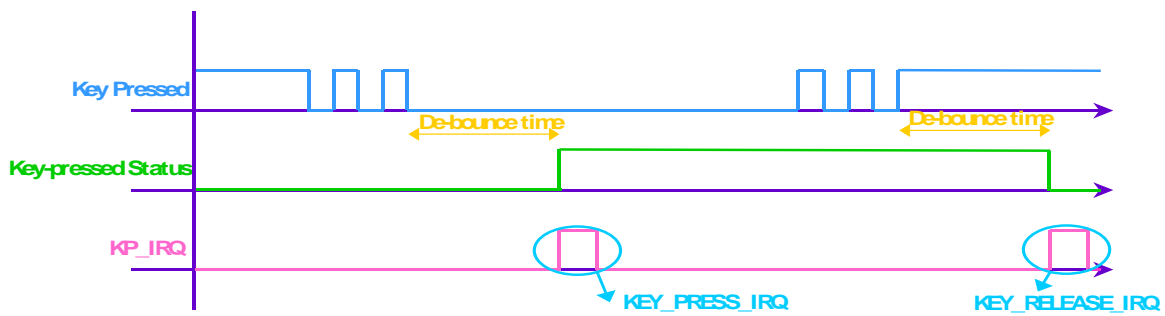 Key Pressed
De-bounce time
De-bounce time
Key-pressed Status
KP_IRQ
KEY_PRESS_IRQ
KEY_RELEASE_IRQ